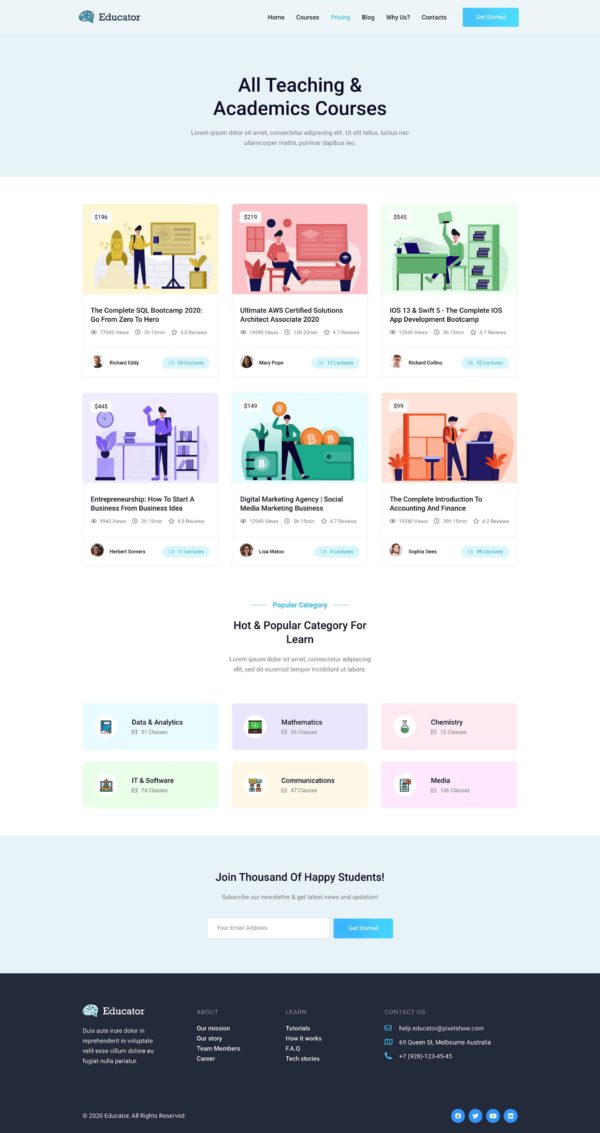 Educator
Home Courses Pricing Blog Why Us? Contacts Get Started
All Teaching &
Academics Courses
Lorem ipsum dolor sit amet, consectetur adipiscing elit. Ut elit tellus, luctus nec
ullamcorper mattis, pulvinar dapibus leo.
$196
The Complete SQL Bootcamp 2020:
Go From Zero To Hero
77945 Views 3h 15min 5.0 Reviews
Richard Eddy 24 Lectures
$219
Ultimate AWS Certified Solutions
Architect Associate 2020
14990 Views 15h 20min 4.7 Reviews
Mary Pope 12 Lectures
$545
IOS 13 & Swift 5 - The Complete IOS
App Development Bootcamp
12940 Views 5h 15min 4.7 Reviews
Richard Collins 32 Lectures
$445
Entrepreneurship: How To Start A
Business From Business Idea
9940 Views 2h 15min 4.9 Reviews
Herbert Somers 11 Lectures
$149
Digital Marketing Agency | Social
Media Marketing Business
12940 Views 5h 15min 4.7 Reviews
Lisa Matos 4 Lectures
$99
The Complete Introduction To
Accounting And Finance
19240 Views 20h 15min 4.2 Reviews
Sophia Dees 49 Lectures
Popular Category
Hot & Popular Category For
Learn
Lorem ipsum dolor sit amet, consectetur adipiscing
elit, sed do eiusmod tempor incididunt ut labore.
Data & Analytics
51 Classes
Mathematics
36 Classes
Chemistry
12 Classes
IT & Software
74 Classes
Communications
47 Classes
Media
106 Classes
Join Thousand Of Happy Students!
Subscribe our newsletter & get latest news and updation!
Your Email Address Get Started
Educator
Duis aute irure dolor in
reprehenderit in voluptate
velit esse cillum dolore eu
fugiat nulla pariatur.
ABOUT
Our mission
Our story
Team Members
Career
LEARN
Tutorials
How it works
F.A.Q
Tech stories
CONTACT US
help.educator@pixelshow.com
69 Queen St, Melbourne Australia
+7 (928)-123-45-45
© 2020 Educator, All Rights Reserved